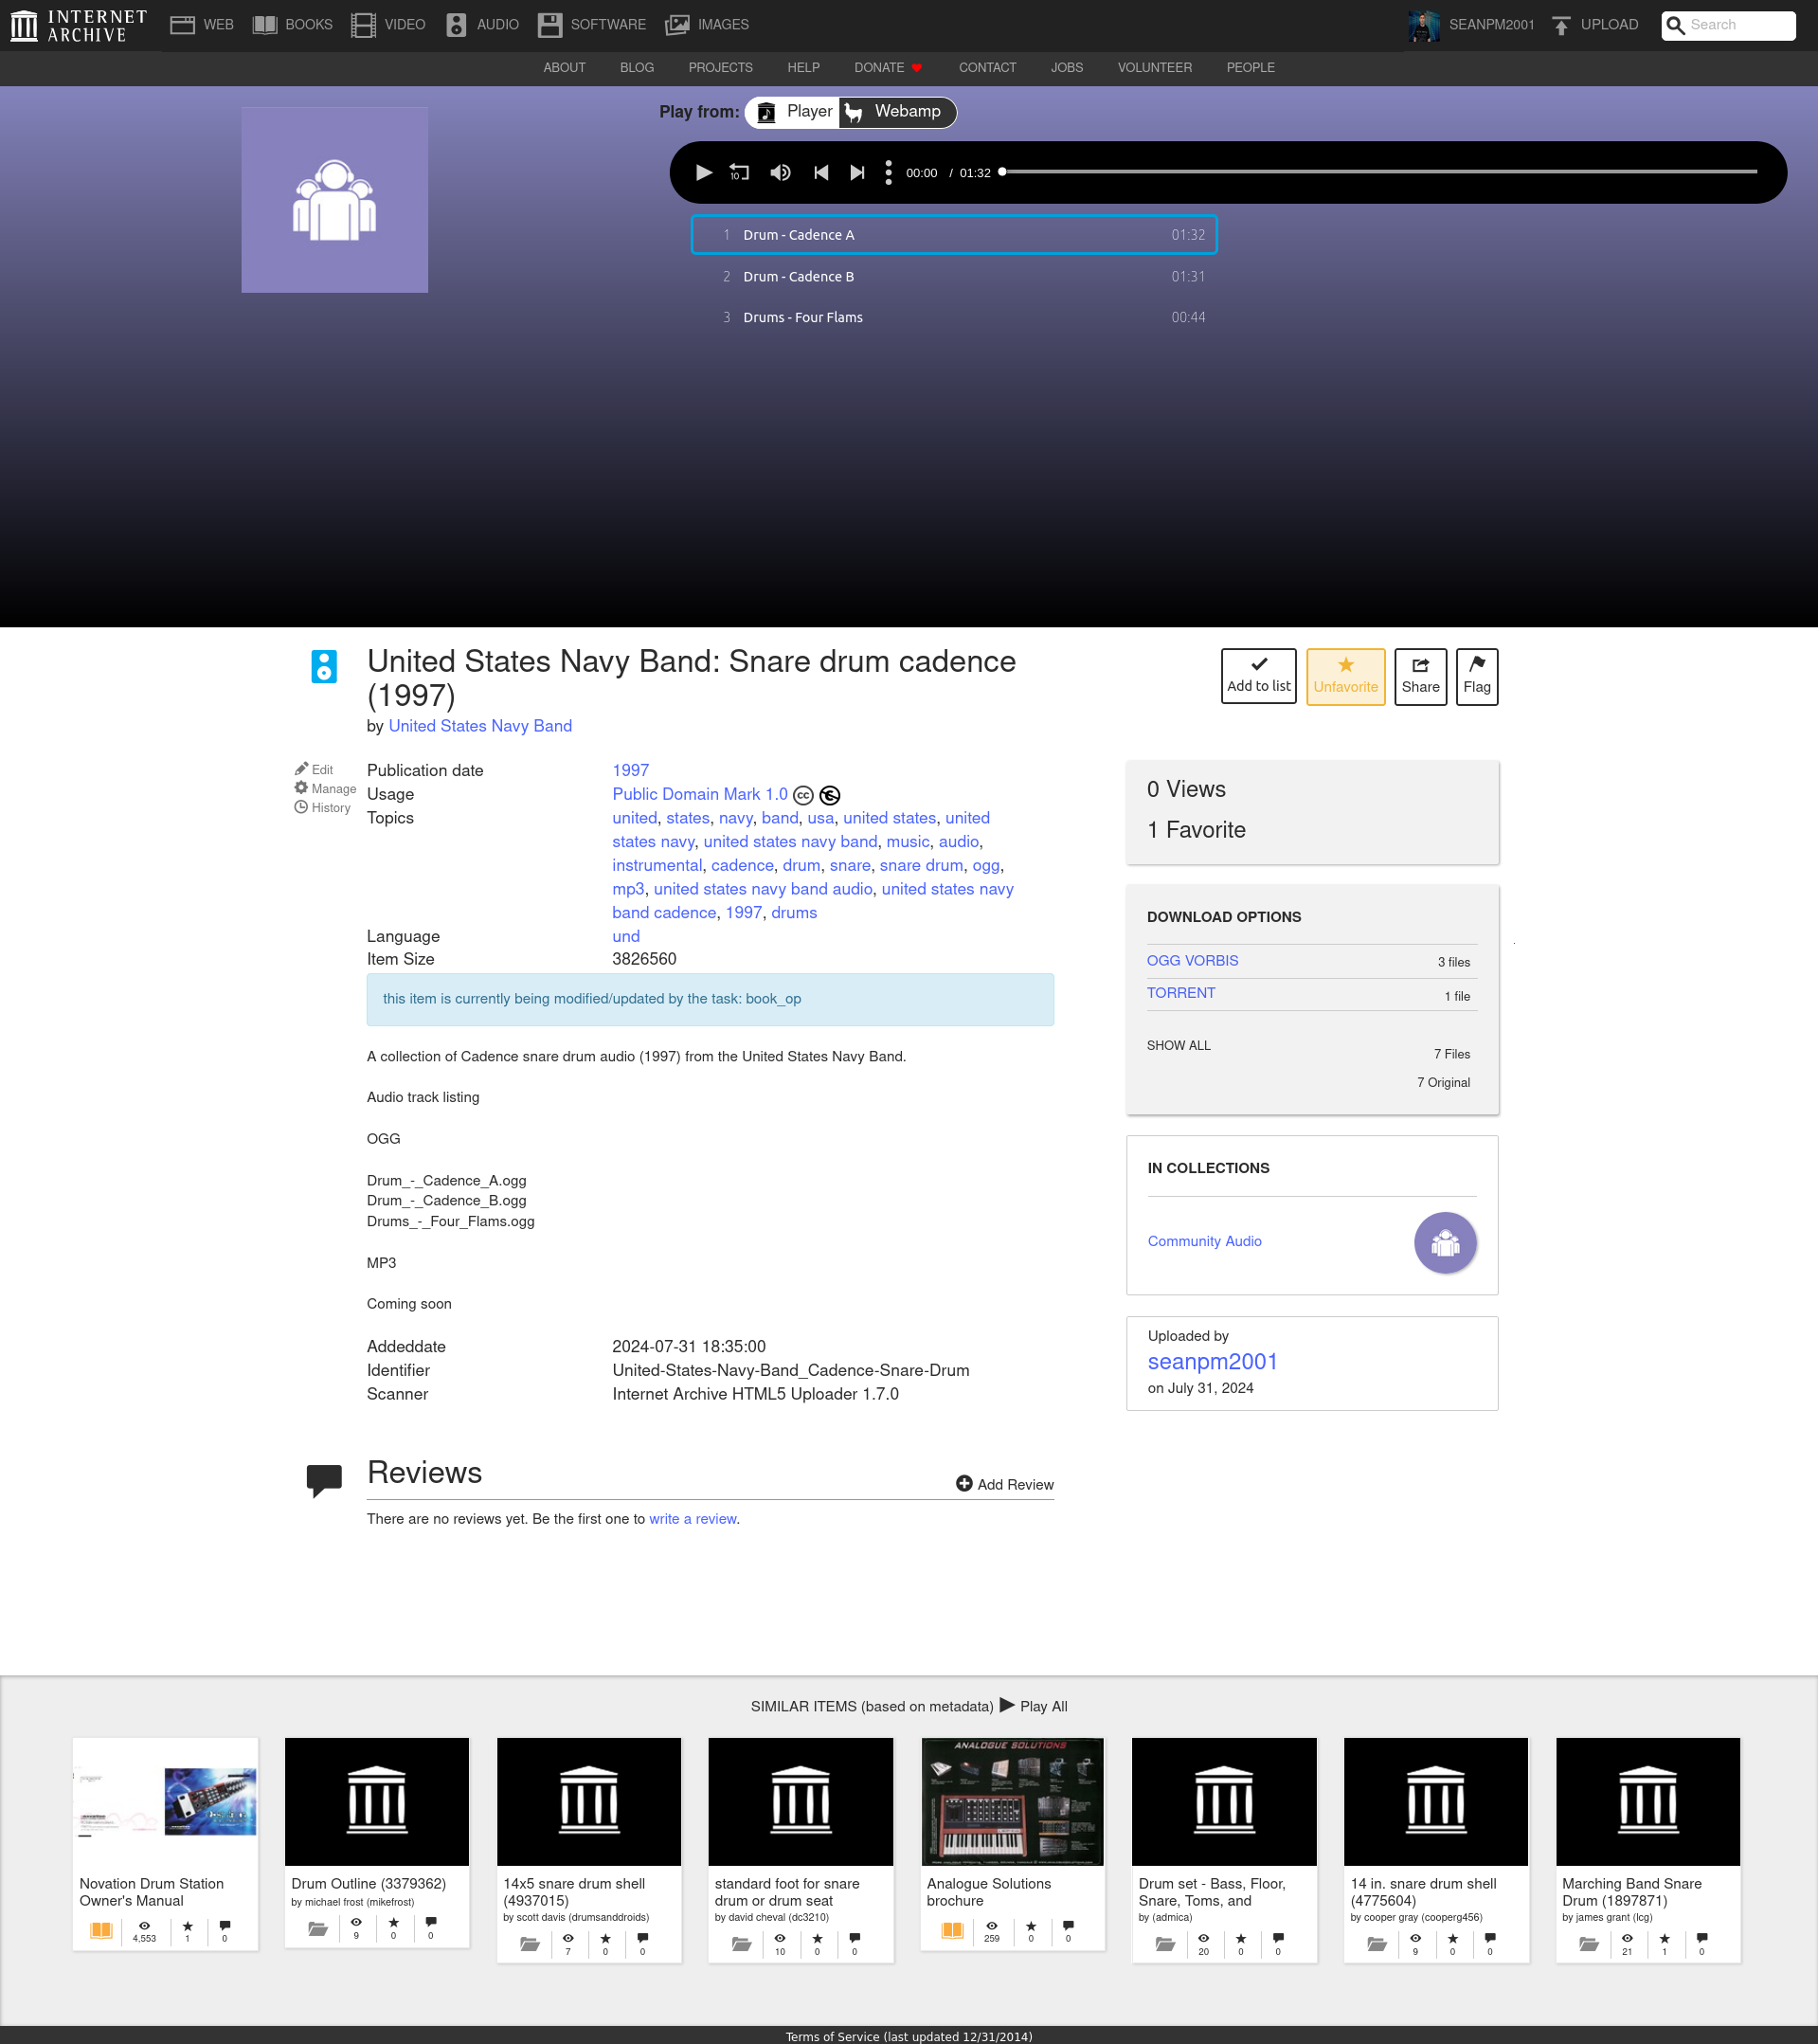 INTERNET ARCHIVE
WEB BOOKS VIDEO AUDIO SOFTWARE IMAGES
SEANPM2001 UPLOAD Search
ABOUT BLOG PROJECTS HELP DONATE CONTACT JOBS VOLUNTEER PEOPLE
Play from: Player Webamp
10 00:00 / 01:32
1 Drum - Cadence A 01:32
2 Drum - Cadence B 01:31
3 Drums - Four Flams 00:44
United States Navy Band: Snare drum cadence
(1997)
by United States Navy Band
Add to list Unfavorite Share Flag
Edit
Manage
History
Publication date 1997
Usage Public Domain Mark 1.0
Topics united, states, navy, band, usa, united states, united
states navy, united states navy band, music, audio,
instrumental, cadence, drum, snare, snare drum, ogg,
mp3, united states navy band audio, united states navy
band cadence, 1997, drums
Language und
Item Size 3826560
this item is currently being modified/updated by the task: book_op
A collection of Cadence snare drum audio (1997) from the United States Navy Band.
Audio track listing
OGG
Drum_-_Cadence_A.ogg
Drum_-_Cadence_B.ogg
Drums_-_Four_Flams.ogg
MP3
Coming soon
Addeddate 2024-07-31 18:35:00
Identifier United-States-Navy-Band_Cadence-Snare-Drum
Scanner Internet Archive HTML5 Uploader 1.7.0
0 Views
1 Favorite
DOWNLOAD OPTIONS
OGG VORBIS 3 files
TORRENT 1 file
SHOW ALL 7 Files
7 Original
IN COLLECTIONS
Community Audio
Uploaded by
seanpm2001
on July 31, 2024
Reviews
Add Review
There are no reviews yet. Be the first one to write a review.
SIMILAR ITEMS (based on metadata) Play All
Novation Drum Station
Owner's Manual
4,553 1 0
Drum Outline (3379362)
by michael frost (mikefrost)
9 0 0
14x5 snare drum shell
(4937015)
by scott davis (drumsanddroids)
7 0 0
standard foot for snare
drum or drum seat
by david cheval (dc3210)
10 0 0
ANALOGUE SOLUTIONS
Analogue Solutions
brochure
259 0 0
Drum set - Bass, Floor,
Snare, Toms, and
by (admica)
20 0 0
14 in. snare drum shell
(4775604)
by cooper gray (cooperg456)
9 0 0
Marching Band Snare
Drum (1897871)
by james grant (lcg)
21 1 0
Terms of Service (last updated 12/31/2014)